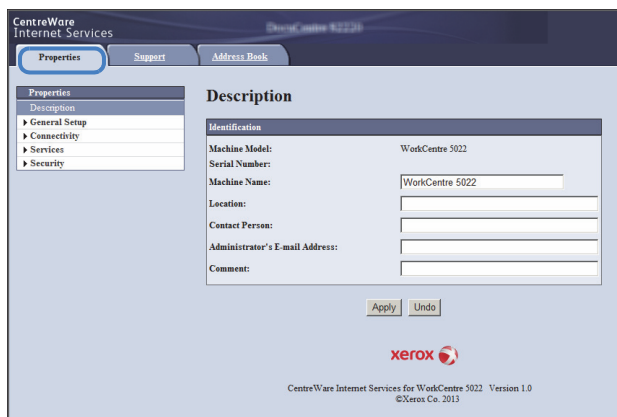 CentreWare
Internet Services
Properties
Support
Address Book
Properties
Description
General Setup
Connectivity
Services
Security
Description
Identification
Machine Model: WorkCentre 5022
Serial Number:
Machine Name: WorkCentre 5022
Location:
Contact Person:
Administrator's E-mail Address:
Comment:
Apply Undo
xerox
CentreWare Internet Services for WorkCentre 5022 Version 1.0
©Xerox Co. 2013